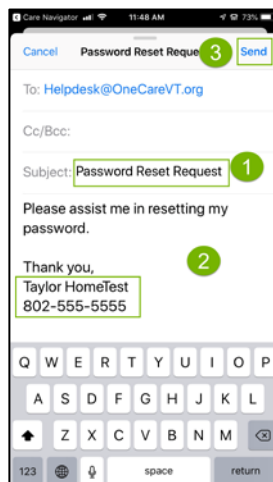 Care Navigator 11:48 AM 73%
Cancel Password Reset Reque 3 Send
To: Helpdesk@OneCareVT.org
Cc/Bcc:
Subject: Password Reset Request 1
Please assist me in resetting my
password.
2
Thank you,
Taylor HomeTest
802-555-5555
Q W E R T Y U I O P
A S D F G H J K L
Z X C V B N M
123 space return